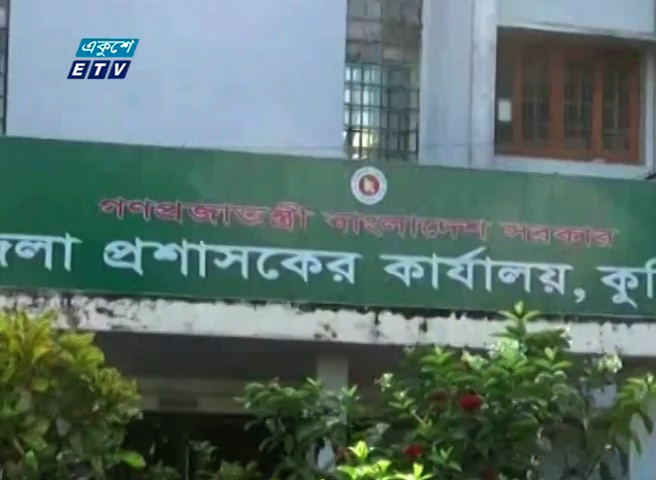 একুশে
ETV
গণপ্রজাতন্ত্রী বাংলাদেশ সরকার
জেলা প্রশাসকের কার্যালয়, কু